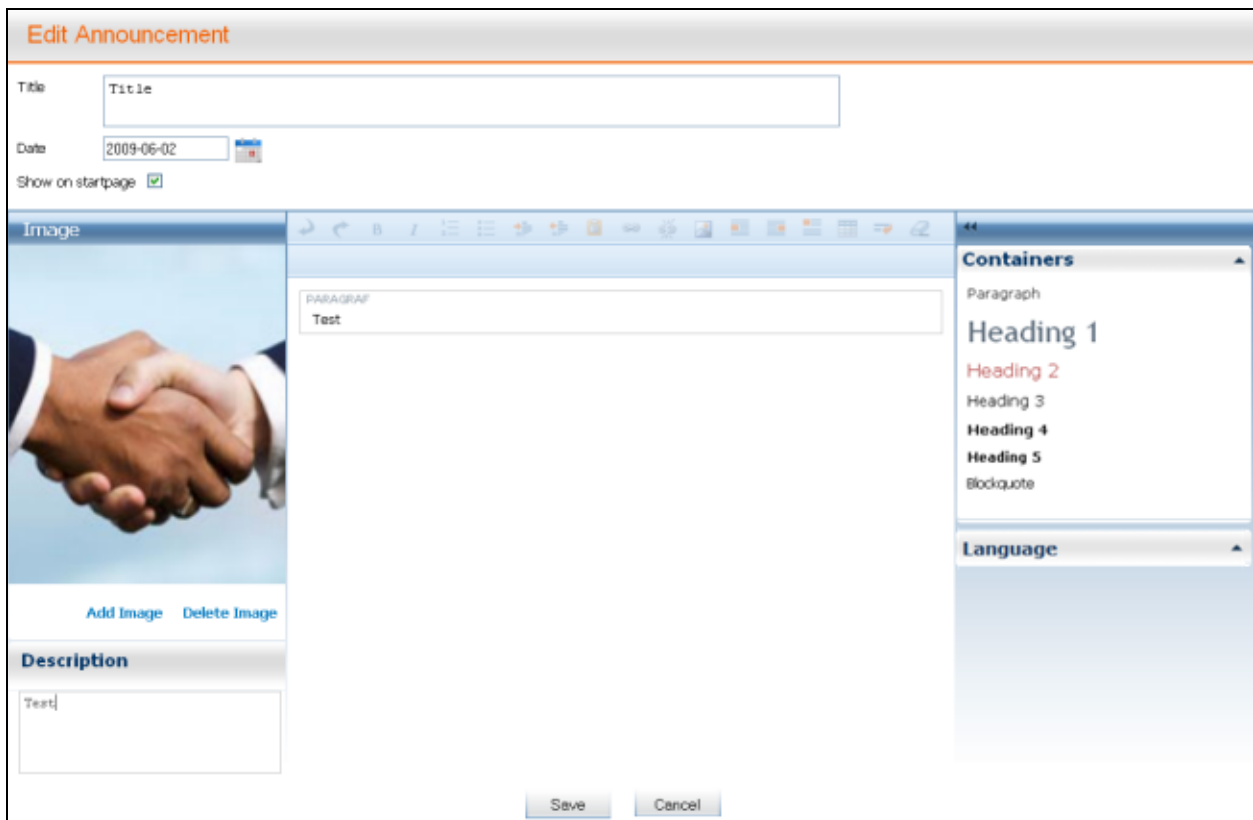 Edit Announcement
Title
Title
Date
2009-06-02
Show on startpage
Image
B I
Containers
PARAGRAF
Test
Paragraph
Heading 1
Heading 2
Heading 3
Heading 4
Heading 5
Blockquote
Language
Add Image Delete Image
Description
Test
Save Cancel